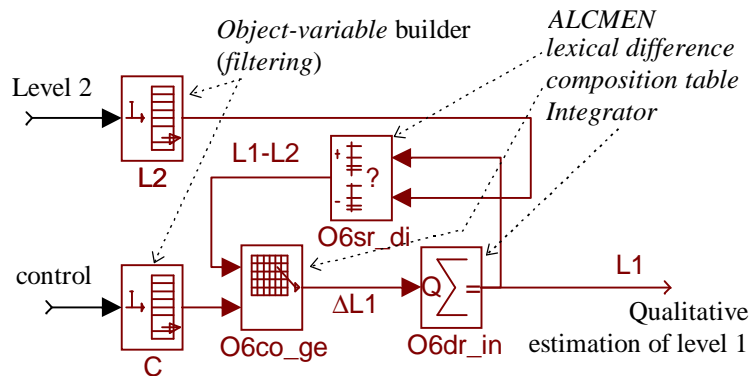 Object-variable builder
(filtering)
ALCMEN
lexical difference
composition table
Integrator
Level 2
L2
L1-L2
+
-
?
O6sr_di
control
C
O6co_ge
ΔL1
Q
=
O6dr_in
L1
Qualitative
estimation of level 1